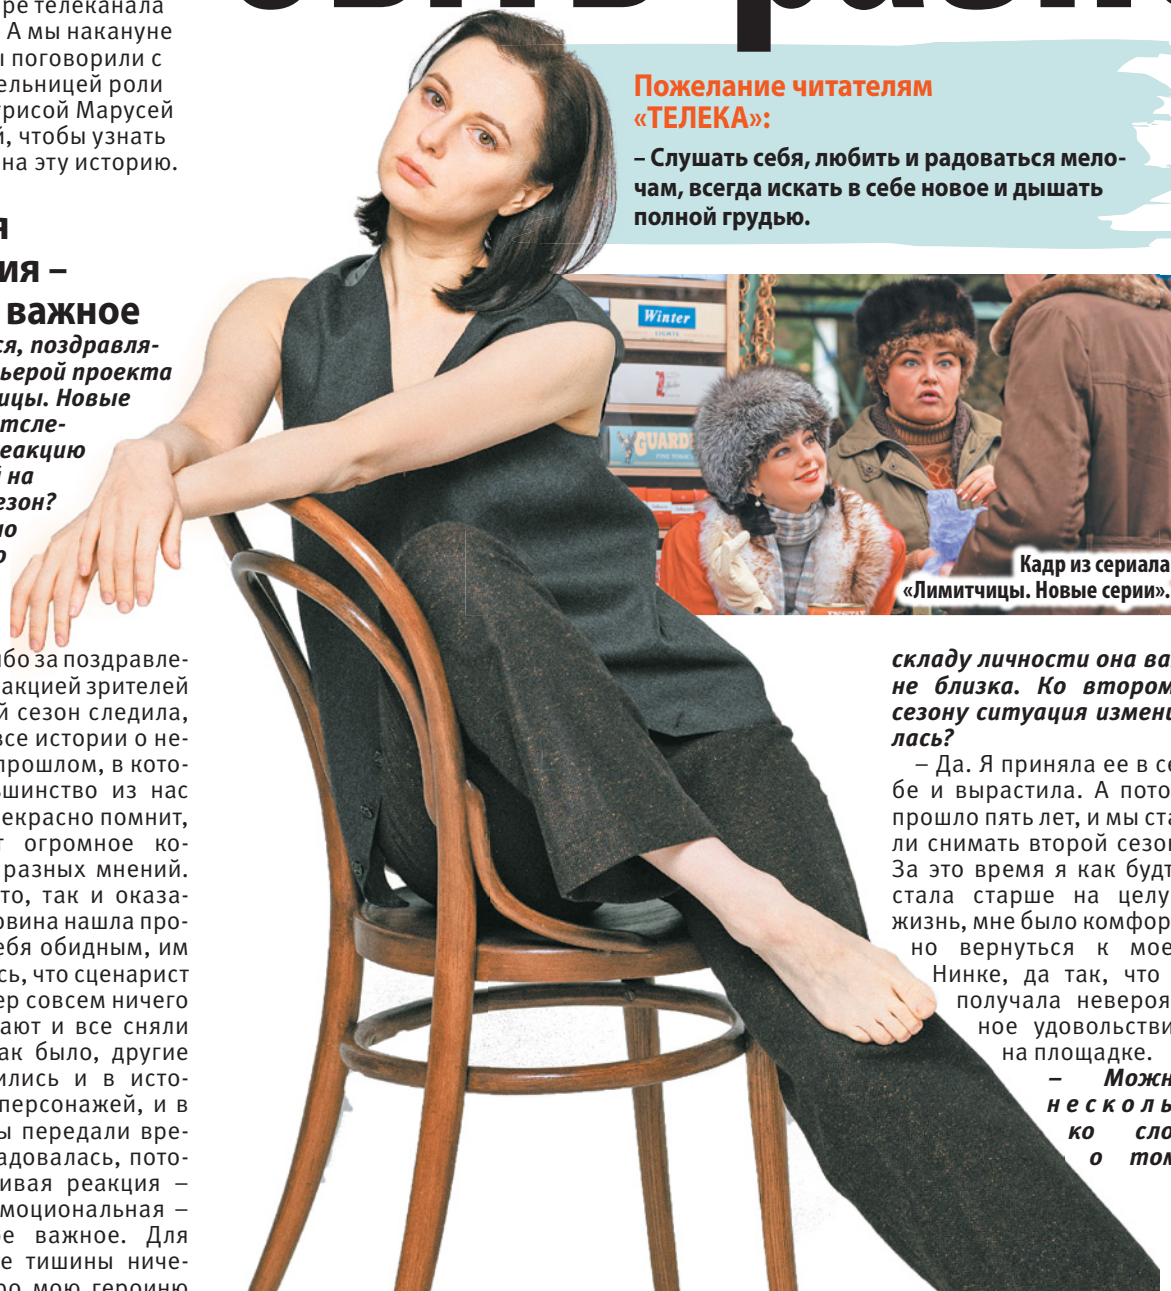 ре телеканала
А мы накануне
ы поговорили с
ельницей роли
трисой Марусей
й, чтобы узнать
на эту историю.
я
ия –
важное
ся, поздравля-
ьерой проекта
ицы. Новые
тсле-
еакцию
й на
езон?
но
о
бо за поздравле-
акцией зрителей
й сезон следила,
все истории о не-
прошлом, в кото-
шинство из нас
екрасно помнит,
т огромное ко-
разных мнений.
то, так и оказа-
овина нашла про-
ебя обидным, им
сь, что сценарист
ер совсем ничего
ают и все сняли
ак было, другие
ились и в исто-
персонажей, и в
ы передали вре-
адовалась, пото-
ивая реакция –
моциональная –
е важное. Для
е тишины ниче-
ро мою героиню
Пожелание читателям
«ТЕЛЕКА»:
– Слушать себя, любить и радоваться мело-
чам, всегда искать в себе новое и дышать
полной грудью.
Winter
LIGHTS
GUARD
Кадр из сериала
«Лимитчицы. Новые серии».
складу личности она ва
не близка. Ко втором
сезону ситуация измени
лась?
– Да. Я приняла ее в се
бе и вырастила. А пото
прошло пять лет, и мы ста
ли снимать второй сезон
За это время я как будт
стала старше на целу
жизнь, мне было комфор
но вернуться к мое
Нинке, да так, что
получала невероя
ное удовольстви
на площадке.
– Можн
несколь
ко сло
о том